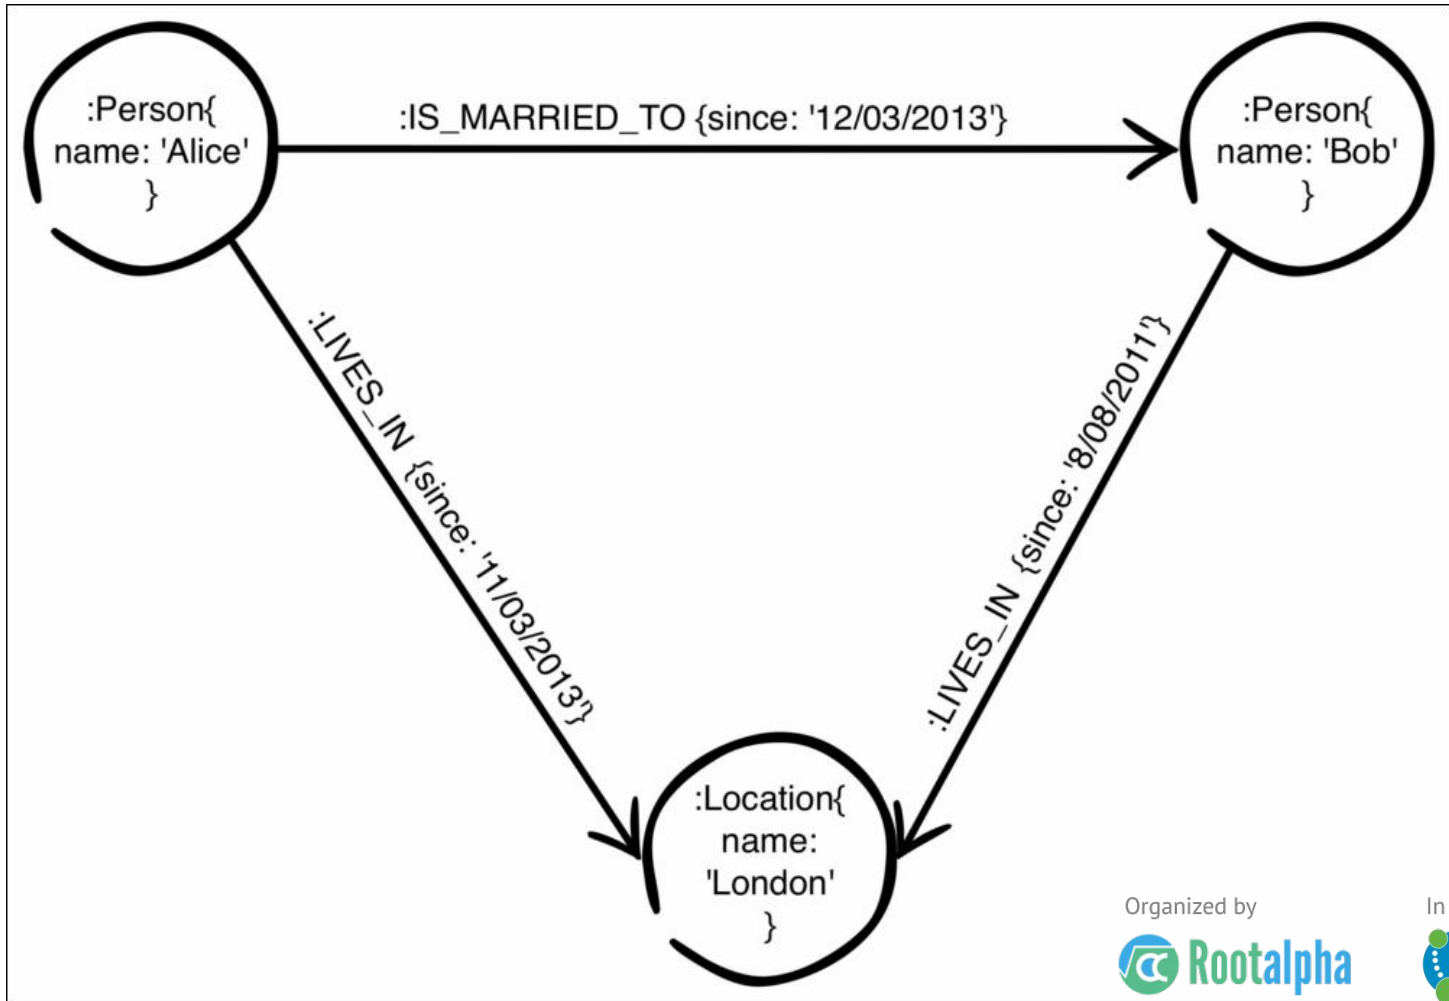 :Person{
name: 'Alice'
}
:IS_MARRIED_TO {since: '12/03/2013'}
:Person{
name: 'Bob'
}
:LIVES_IN {since: '11/03/2013'}
:LIVES_IN {since: '8/08/2011'}
:Location{
name:
'London'
}
Organized by
In
Rootalpha